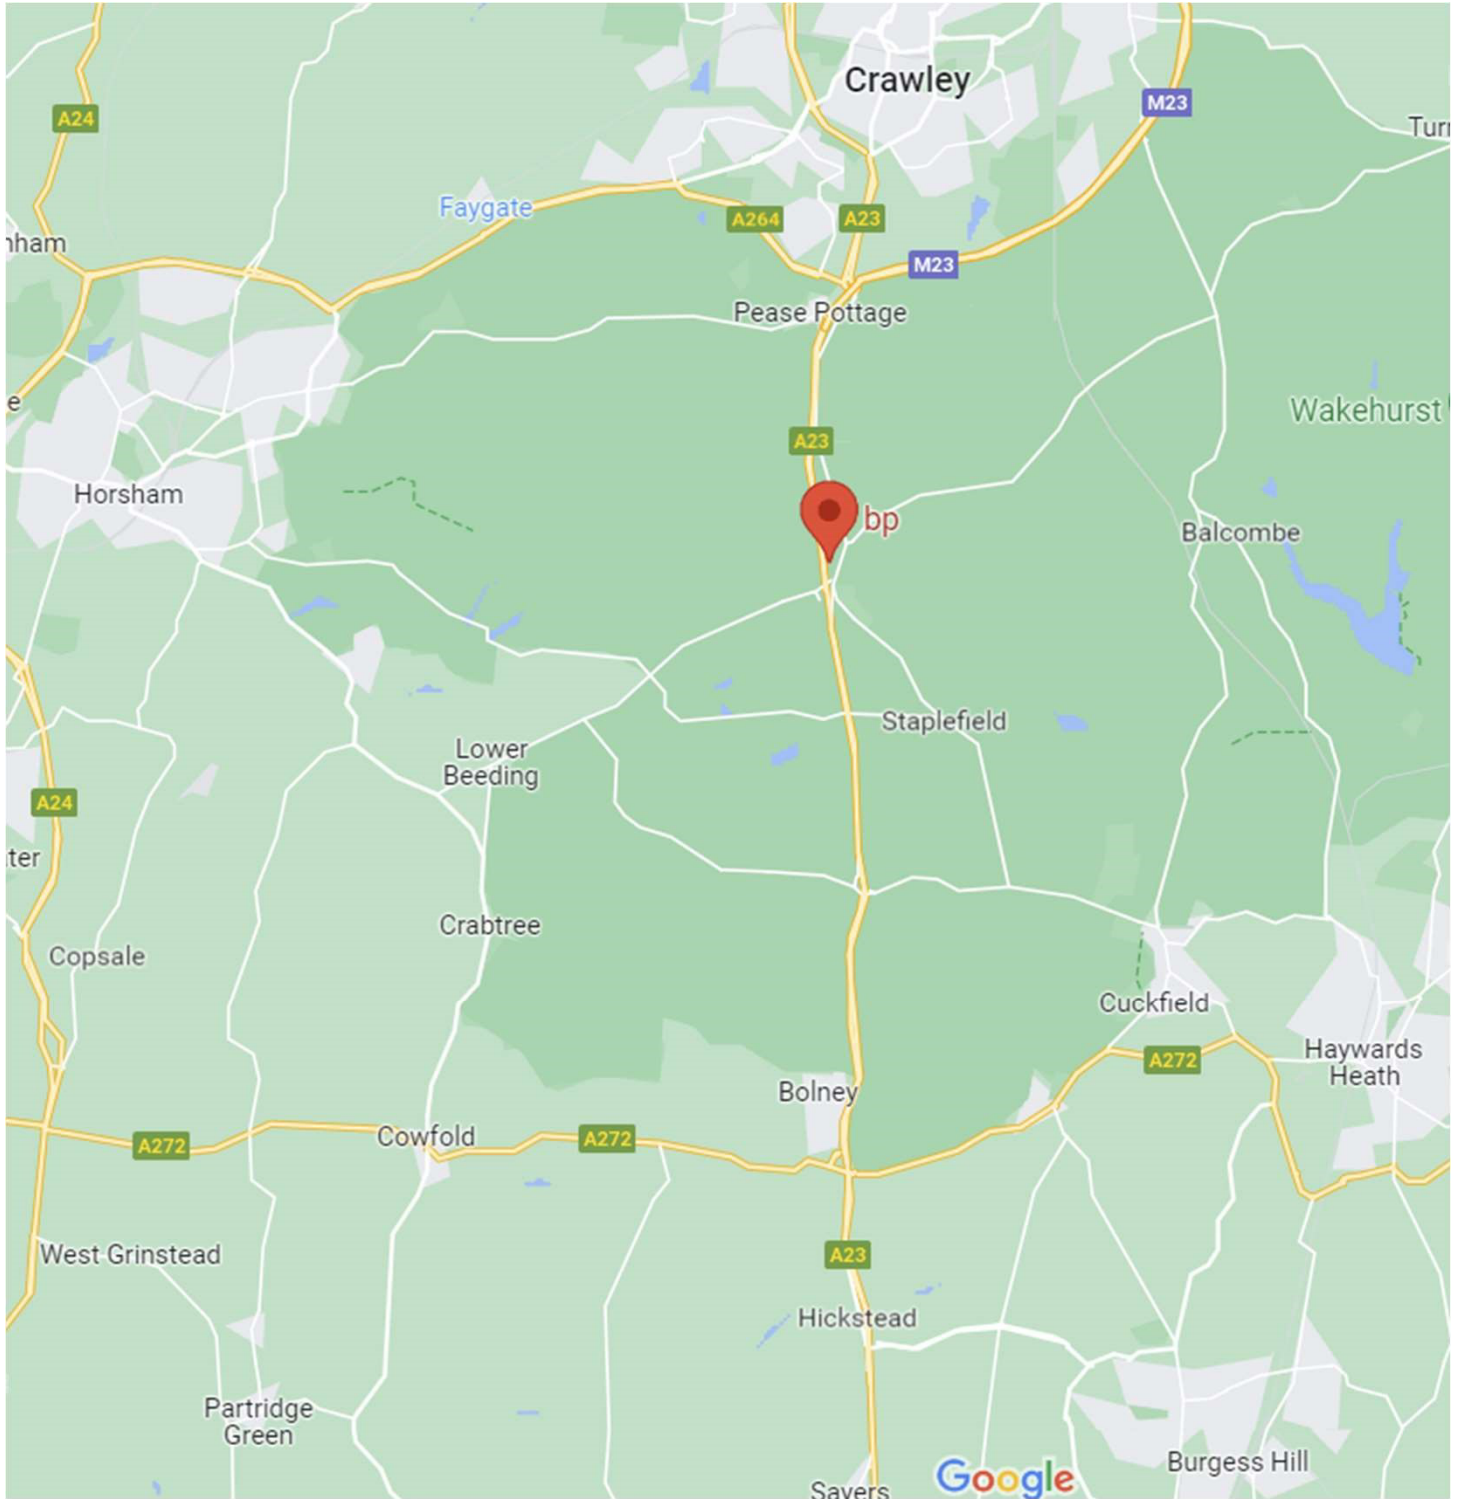 Crawley
A24
M23
Turn
Faygate
A264
A23
nham
M23
Pease Pottage
e
Wakehurst
A23
Horsham
bp
Balcombe
Staplefield
Lower
Beeding
A24
ter
Crabtree
Copsale
Cuckfield
Haywards
Heath
A272
Bolney
Cowfold
A272
A272
West Grinstead
A23
Hickstead
Partridge
Green
Burgess Hill
Google
Sayers